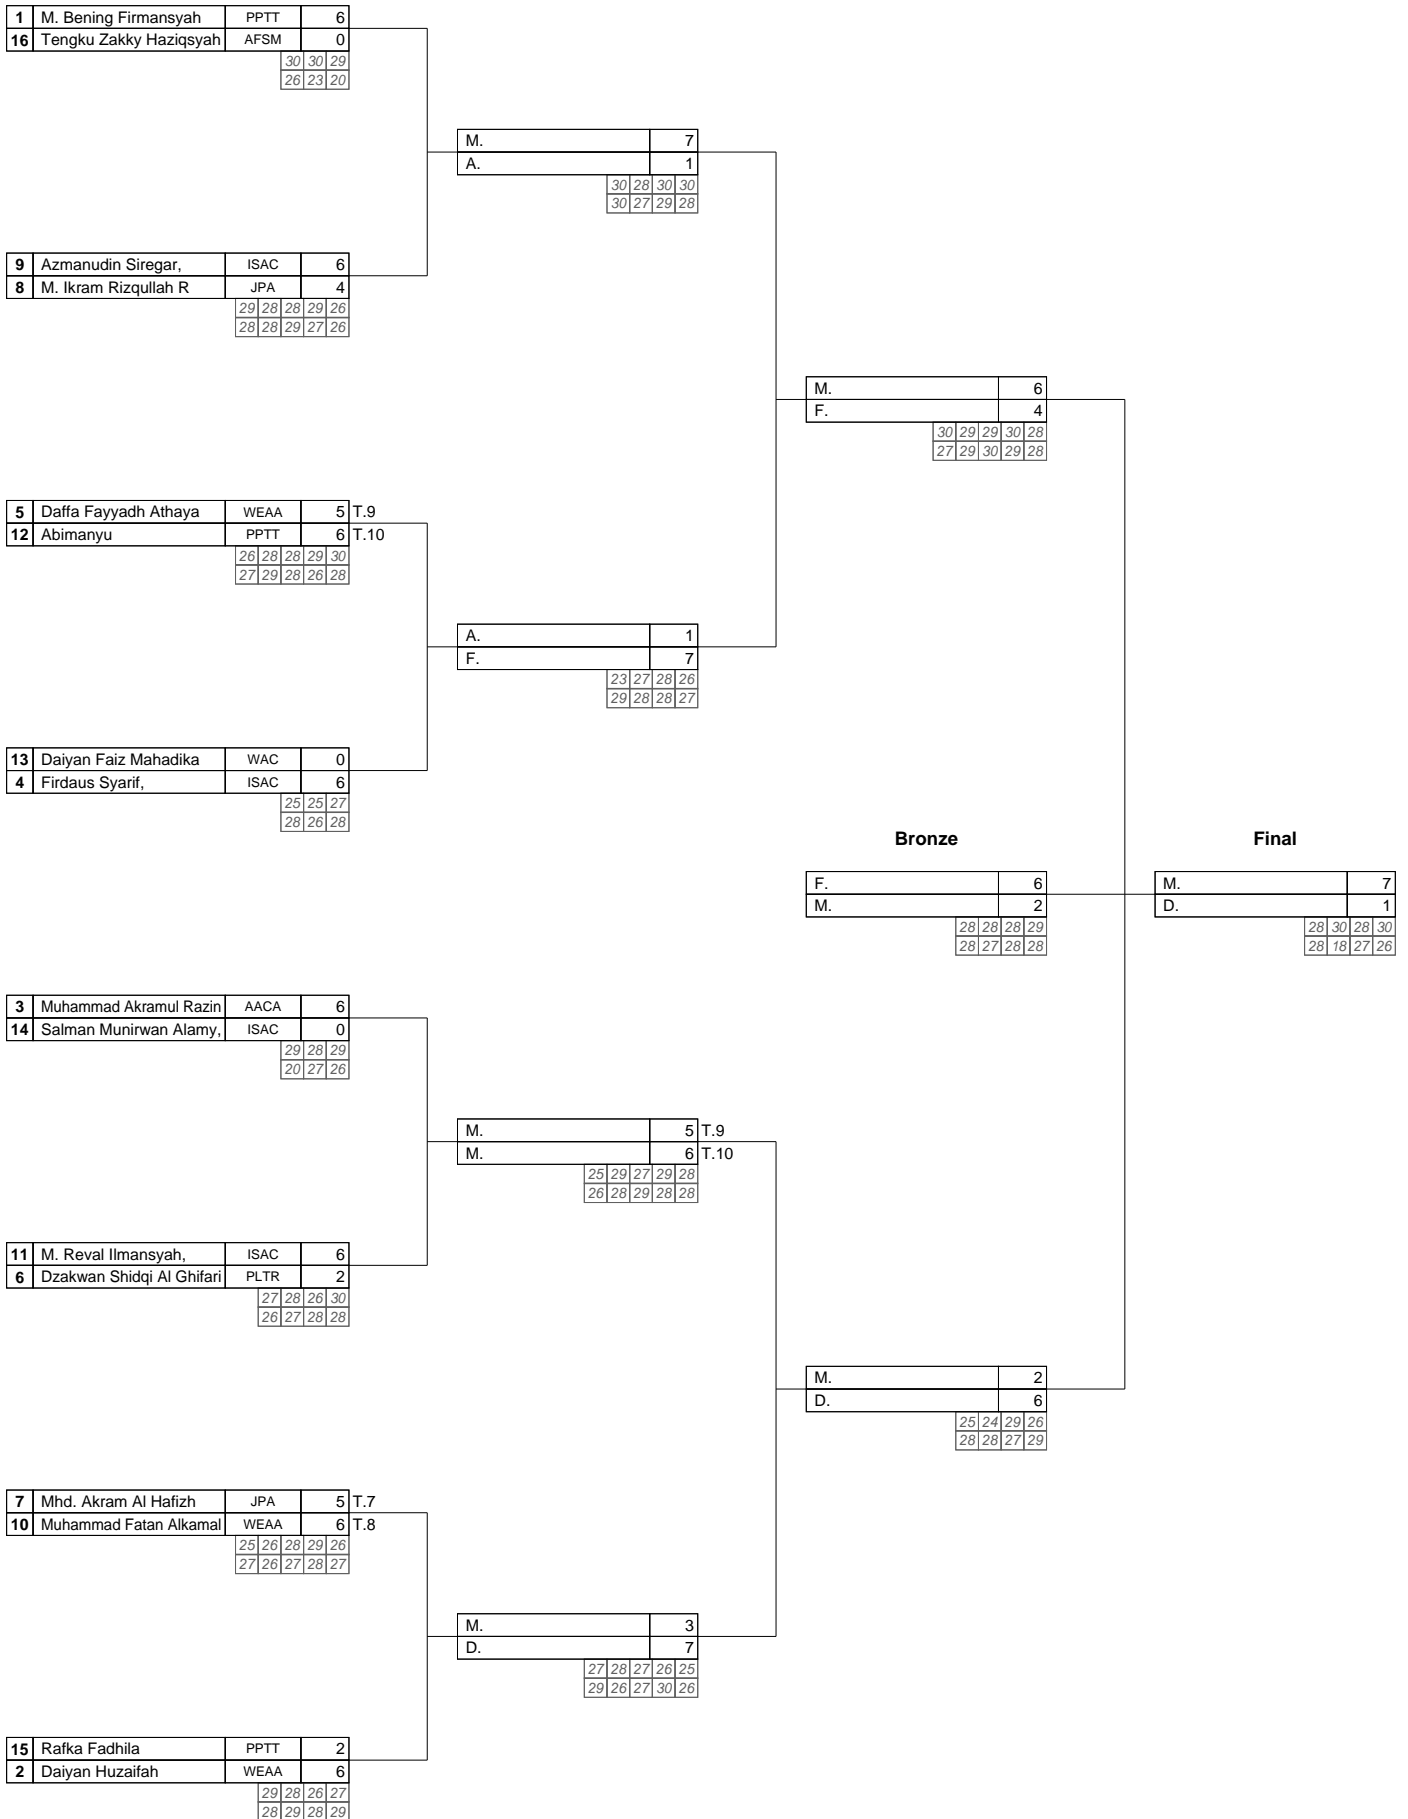 1 M. Bening Firmansyah PPTT 6
16 Tengku Zakky Haziqsyah AFSM 0
30 30 29
26 23 20
M. 7
A. 1
30 28 30 30
30 27 29 28
9 Azmanudin Siregar, ISAC 6
8 M. Ikram Rizqullah R JPA 4
29 28 28 29 26
28 28 29 27 26
M. 6
F. 4
30 29 29 30 28
27 29 30 29 28
5 Daffa Fayyadh Athaya WEAA 5 T.9
12 Abimanyu PPTT 6 T.10
26 28 28 29 30
27 29 28 26 28
A. 1
F. 7
23 27 28 26
29 28 28 27
13 Daiyan Faiz Mahadika WAC 0
4 Firdaus Syarif, ISAC 6
25 25 27
28 26 28
Bronze Final
F. 6 M. 7
M. 2 D. 1
28 28 28 29 28 30 28 30
28 27 28 28 28 18 27 26
3 Muhammad Akramul Razin AACA 6
14 Salman Munirwan Alamy, ISAC 0
29 28 29
20 27 26
M. 5 T.9
M. 6 T.10
25 29 27 29 28
26 28 29 28 28
11 M. Reval Ilmansyah, ISAC 6
6 Dzakwan Shidqi Al Ghifari PLTR 2
27 28 26 30
26 27 28 28
M. 2
D. 6
25 24 29 26
28 28 27 29
7 Mhd. Akram Al Hafizh JPA 5 T.7
10 Muhammad Fatan Alkamal WEAA 6 T.8
25 26 28 29 26
27 26 27 28 27
M. 3
D. 7
27 28 27 26 25
29 26 27 30 26
15 Rafka Fadhila PPTT 2
2 Daiyan Huzaifah WEAA 6
29 28 26 27
28 29 28 29